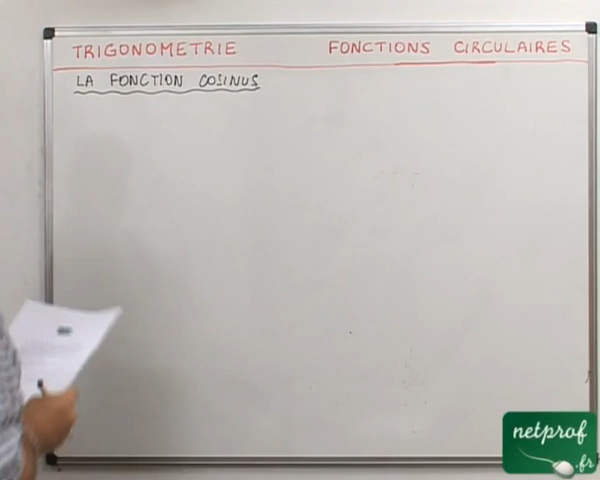 TRIGONOMETRIE FONCTIONS CIRCULAIRES
LA FONCTION COSINUS
netprof
.fr